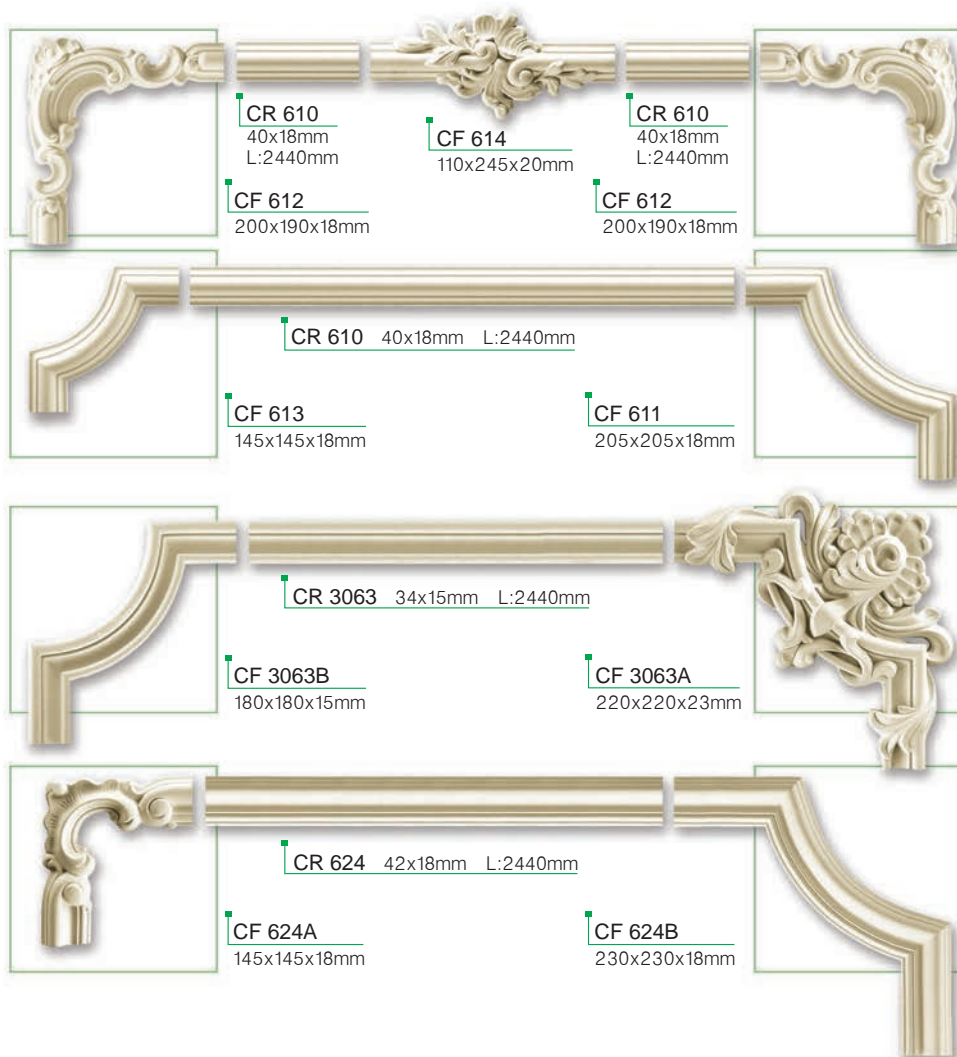 CR 610
40x18mm
L:2440mm
CF 614
110x245x20mm
CR 610
40x18mm
L:2440mm
CF 612
200x190x18mm
CF 612
200x190x18mm
CR 610 40x18mm L:2440mm
CF 613
145x145x18mm
CF 611
205x205x18mm
CR 3063 34x15mm L:2440mm
CF 3063B
180x180x15mm
CF 3063A
220x220x23mm
CR 624 42x18mm L:2440mm
CF 624A
145x145x18mm
CF 624B
230x230x18mm